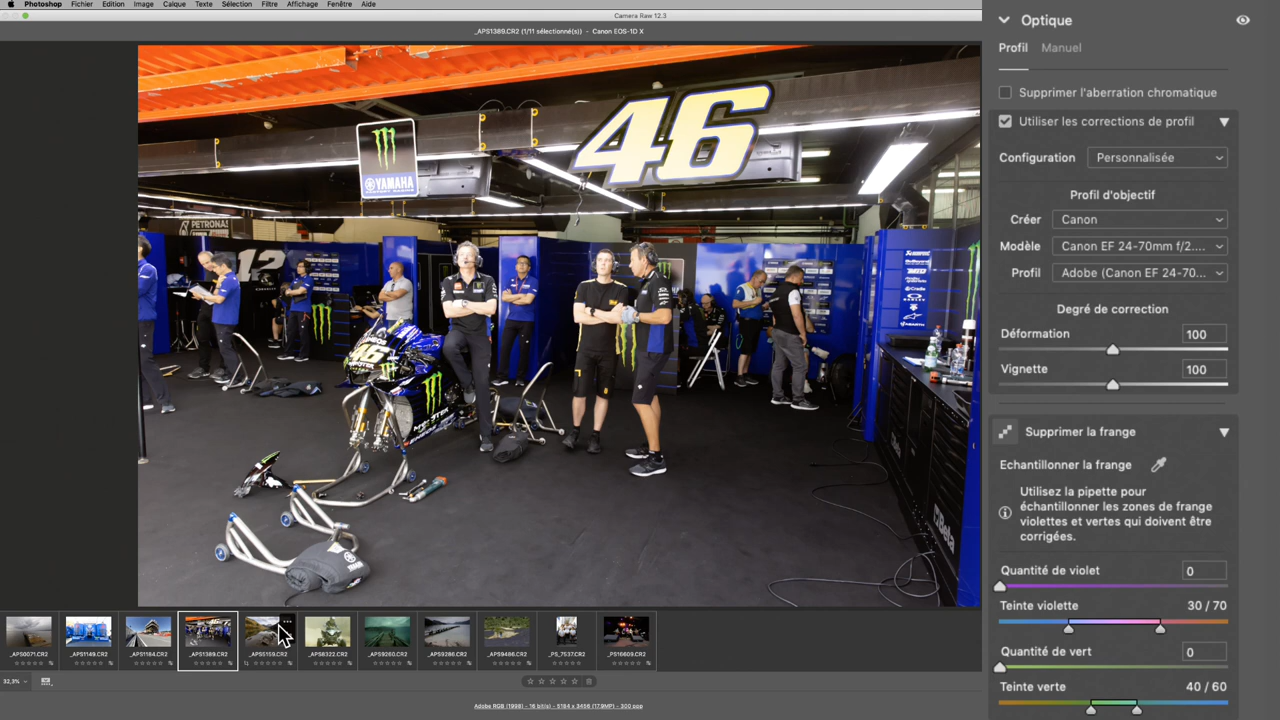 Photoshop Fichier Edition Image Calque Texte Sélection Filtre Affichage Fenêtre Aide
Camera Raw 12.3
_APS1389.CR2 (1/11 sélectionné(s)) - Canon EOS-1D X
Optique
Profil Manuel
Supprimer l'aberration chromatique
Utiliser les corrections de profil
Configuration Personnalisée
Profil d'objectif
Créer Canon
Modèle Canon EF 24-70mm f/2....
Profil Adobe (Canon EF 24-70...
Degré de correction
Déformation 100
Vignette 100
Supprimer la frange
Echantillonner la frange
Utilisez la pipette pour
échantillonner les zones de frange
violettes et vertes qui doivent être
corrigées.
Quantité de violet 0
Teinte violette 30 / 70
Quantité de vert 0
Teinte verte 40 / 60
46
YAMAHA
PETRONAS
12
46
Beta
_APS0071.CR2 _APS1149.CR2 _APS1184.CR2 _APS1389.CR2 _APS5159.CR2 _APS8322.CR2 _APS9260.CR2 _APS9286.CR2 _APS9486.CR2 _PS_7537.CR2 _PS16609.CR2
32,3%
Adobe RGB (1998) - 16 bit(s) - 5184 x 3456 (17.9MP) - 300 ppp